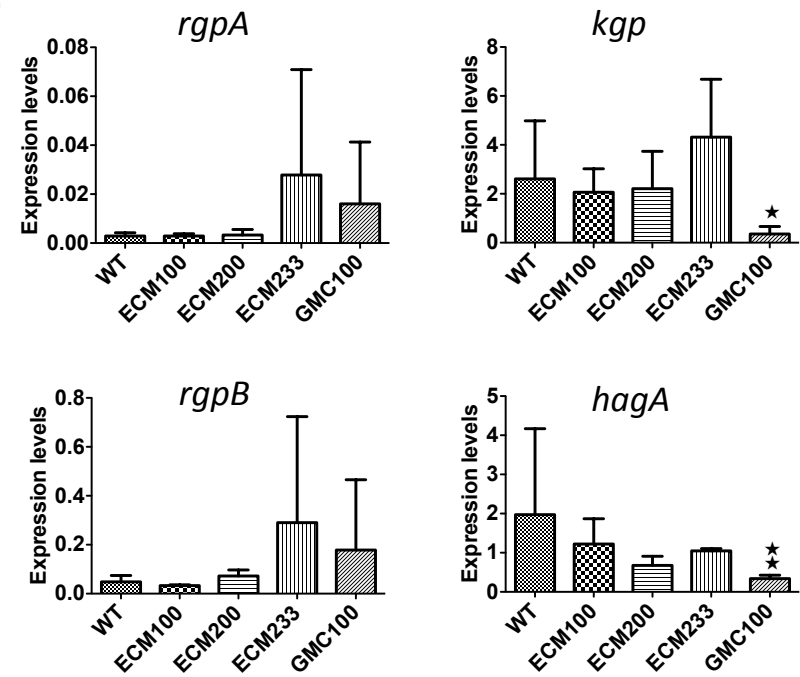 rgpA
Expression levels
0.08
0.06
0.04
0.02
0.00
WT
ECM100
ECM200
ECM233
GMC100
kgp
Expression levels
8
6
4
2
0
★
WT
ECM100
ECM200
ECM233
GMC100
rgpB
Expression levels
0.8
0.6
0.4
0.2
0.0
WT
ECM100
ECM200
ECM233
GMC100
hagA
Expression levels
5
4
3
2
1
0
★
★
WT
ECM100
ECM200
ECM233
GMC100